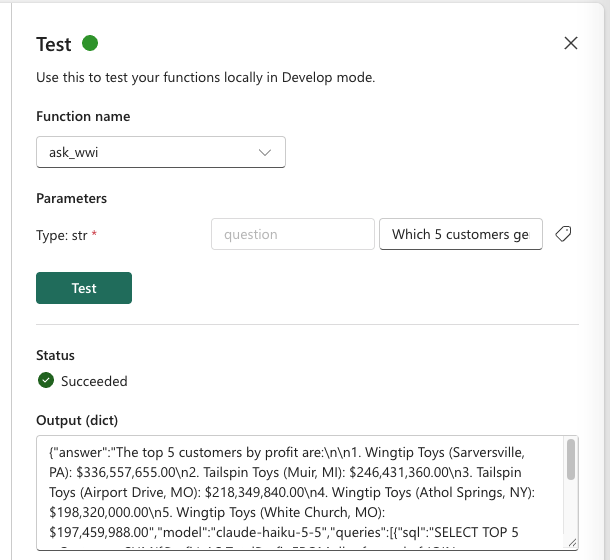 Test
Use this to test your functions locally in Develop mode.
Function name
ask_wwi
Parameters
Type: str *
question
Which 5 customers ge
Test
Status
Succeeded
Output (dict)
{"answer":"The top 5 customers by profit are:\n\n1. Wingtip Toys (Sarversville,
PA): $336,557,655.00\n2. Tailspin Toys (Muir, MI): $246,431,360.00\n3. Tailspin
Toys (Airport Drive, MO): $218,349,840.00\n4. Wingtip Toys (Athol Springs, NY):
$198,320,000.00\n5. Wingtip Toys (White Church, MO):
$197,459,988.00","model":"claude-haiku-5-5","queries":[{"sql":"SELECT TOP 5